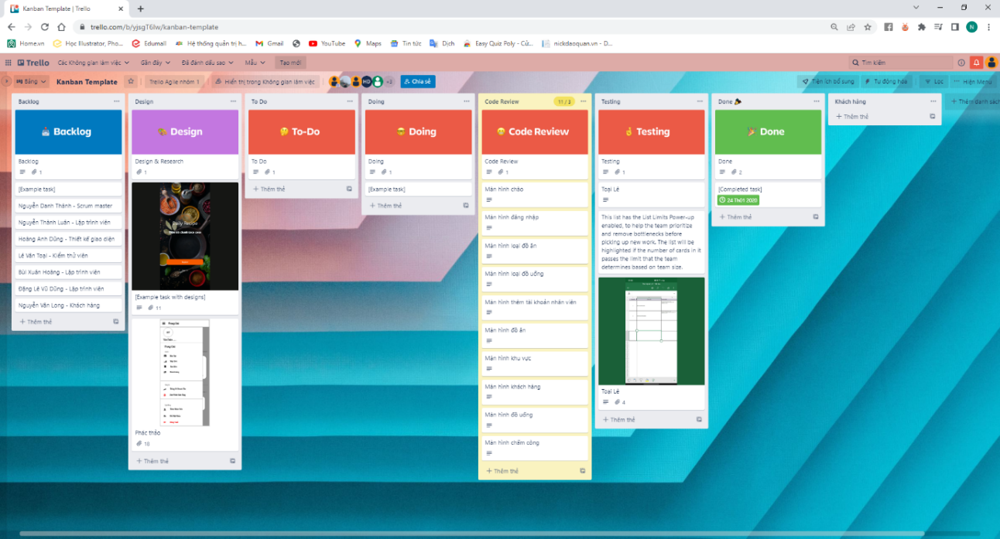 Kanban Template | Trello
trello.com/b/yjsgT6lw/kanban-template
Home.vn
Học Illustrator, Pho...
Edumall
Hệ thống quản trị h...
Gmail
YouTube
Maps
Tin tức
Dịch
Easy Quiz Poly - Cử...
nickdaoquan.vn - D...
Trello
Các Không gian làm việc
Gần đây
Đã đánh dấu sao
Mẫu
Tạo mới
Tìm kiếm
Bảng
Kanban Template
Trello Agile nhóm 1
Hiển thị trong Không gian làm việc
HD
+3
Chia sẻ
Tiện ích bổ sung
Tự động hóa
Lọc
Hiện Menu
Backlog
Backlog
Backlog
1
[Example task]
Nguyễn Danh Thành - Scrum master
Nguyễn Thành Luân - Lập trình viên
Hoàng Anh Dũng - Thiết kế giao diện
Lê Văn Toại - Kiểm thử viên
Bùi Xuân Hoàng - Lập trình viên
Đặng Lê Vũ Dũng - Lập trình viên
Nguyễn Văn Long - Khách hàng
+ Thêm thẻ
Design
Design
Design & Research
1
Daily Recipe
[Example task with designs]
11
Phác thảo
18
+ Thêm thẻ
To Do
To-Do
To Do
1
+ Thêm thẻ
Doing
Doing
Doing
1
[Example task]
+ Thêm thẻ
Code Review
11 / 3
Code Review
Code Review
1
Màn hình chào
Màn hình đăng nhập
Màn hình loại đồ ăn
Màn hình loại đồ uống
Màn hình thêm tài khoản nhân viên
Màn hình đồ ăn
Màn hình khu vực
Màn hình khách hàng
Màn hình đồ uống
Màn hình chấm công
+ Thêm thẻ
Testing
Testing
Testing
1
Toại Lê
This list has the List Limits Power-up
enabled, to help the team prioritize
and remove bottlenecks before
picking up new work. The list will be
highlighted if the number of cards in it
passes the limit that the team
determines based on team size.
Toại Lê
4
+ Thêm thẻ
Done
Done
Done
2
[Completed task]
24 Th01 2020
+ Thêm thẻ
Khách hàng
+ Thêm thẻ
+ Thêm danh sách